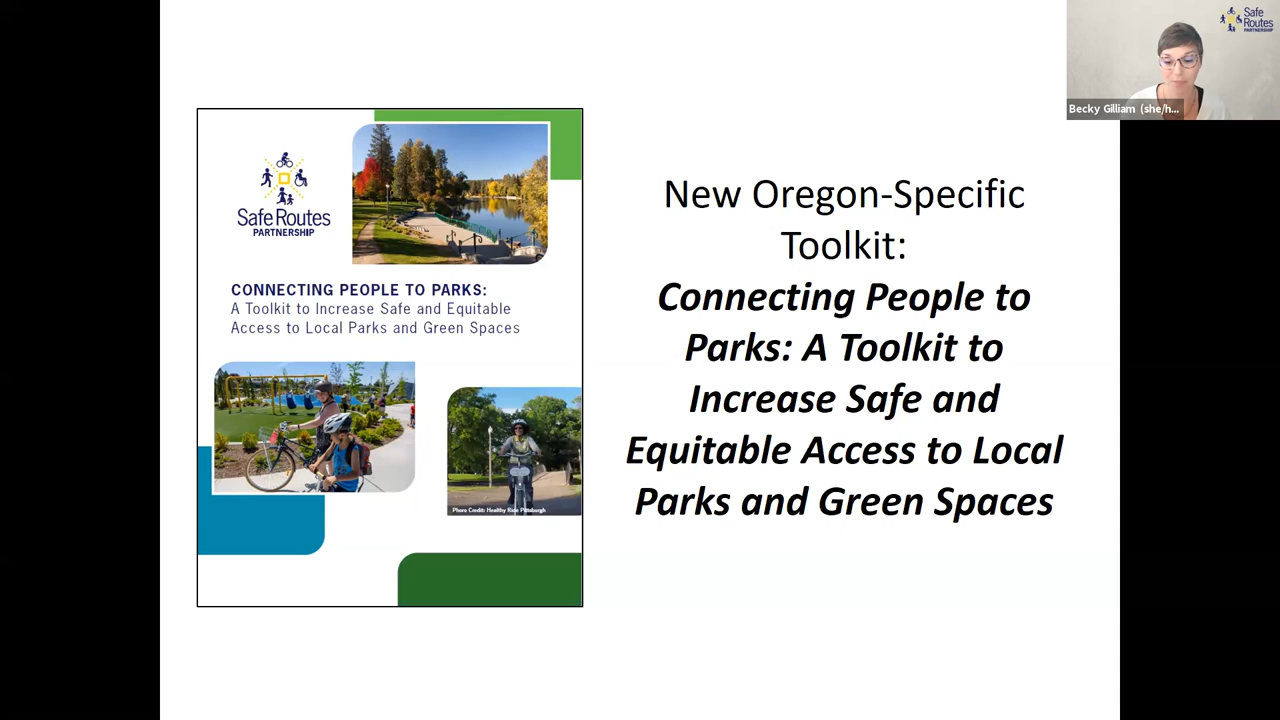 Safe
Routes
PARTNERSHIP
Becky Gilliam (she/h...
Safe Routes
PARTNERSHIP
CONNECTING PEOPLE TO PARKS:
A Toolkit to Increase Safe and Equitable
Access to Local Parks and Green Spaces
Photo Credit: Healthy Ride Pittsburgh
New Oregon-Specific
Toolkit:
Connecting People to
Parks: A Toolkit to
Increase Safe and
Equitable Access to Local
Parks and Green Spaces